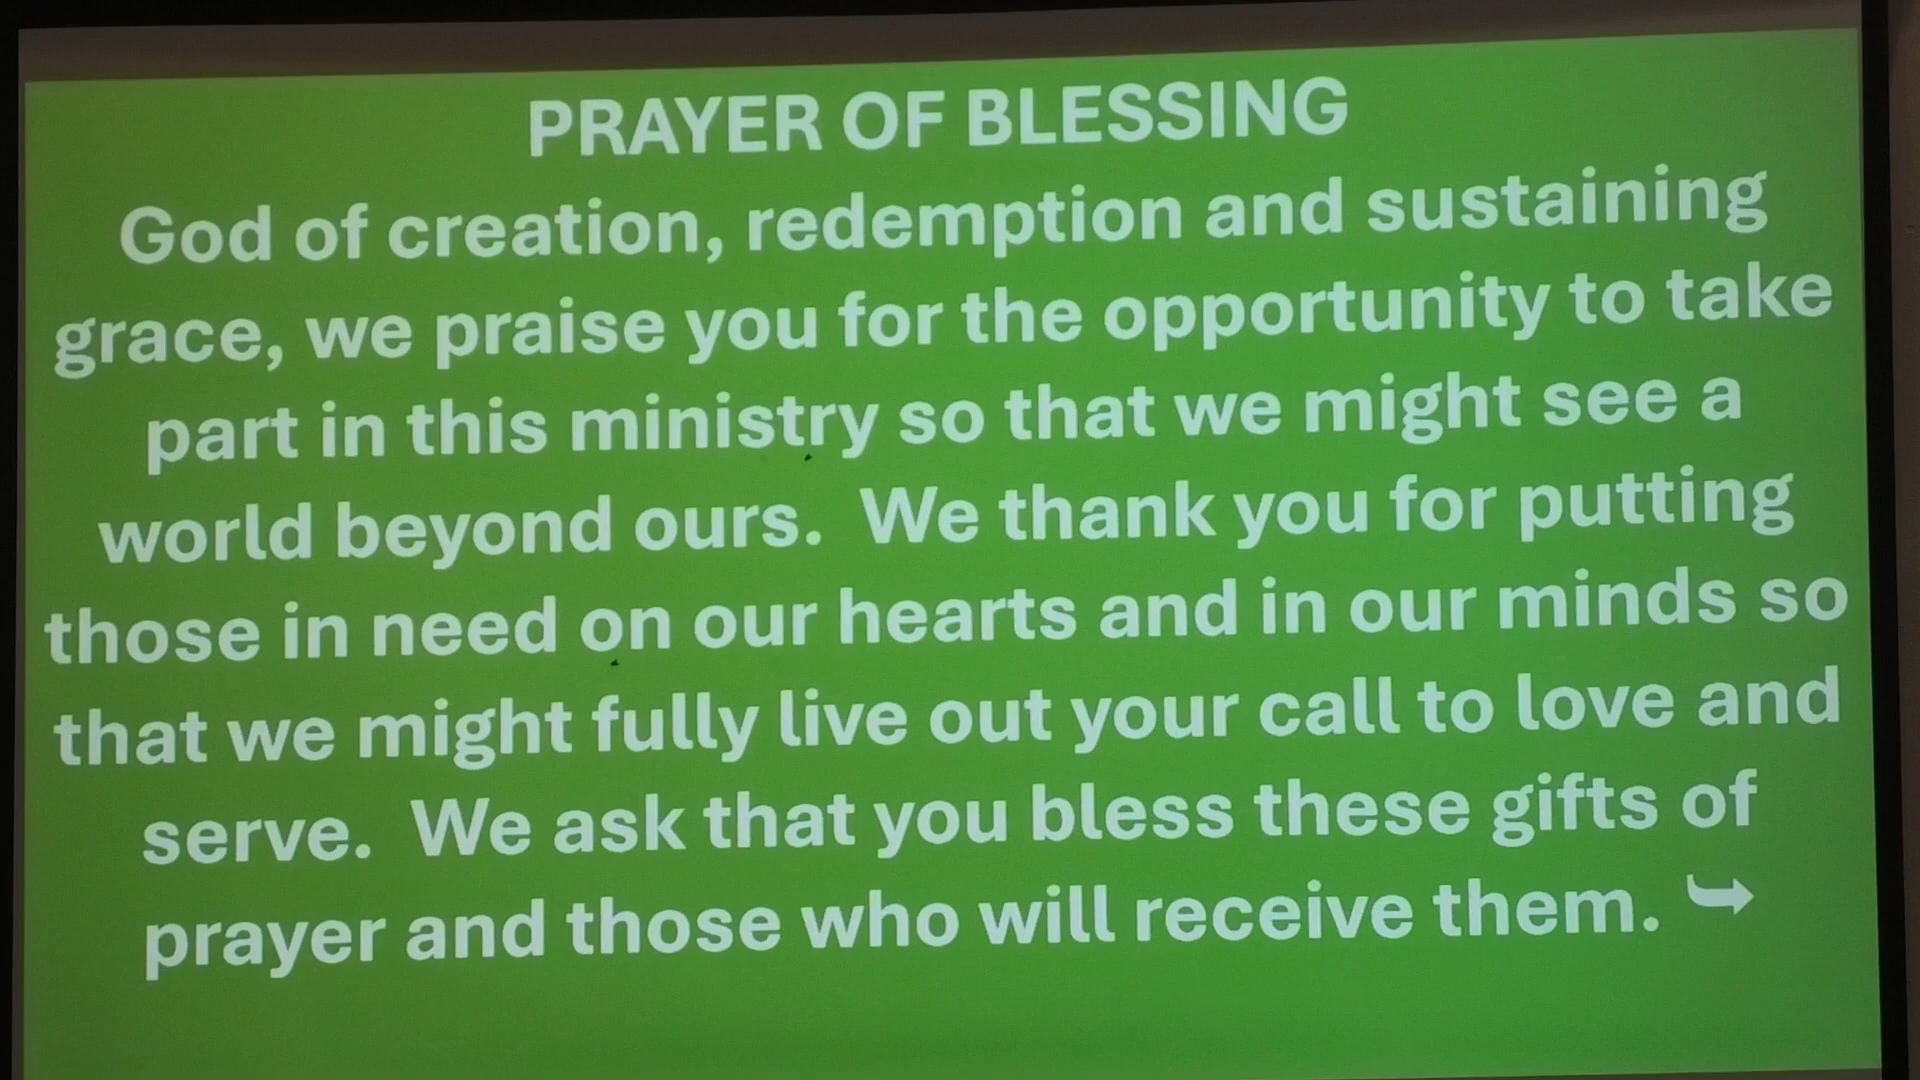 PRAYER OF BLESSING
God of creation, redemption and sustaining
grace, we praise you for the opportunity to take
part in this ministry so that we might see a
world beyond ours.  We thank you for putting
those in need on our hearts and in our minds so
that we might fully live out your call to love and
serve.  We ask that you bless these gifts of
prayer and those who will receive them. ⮩